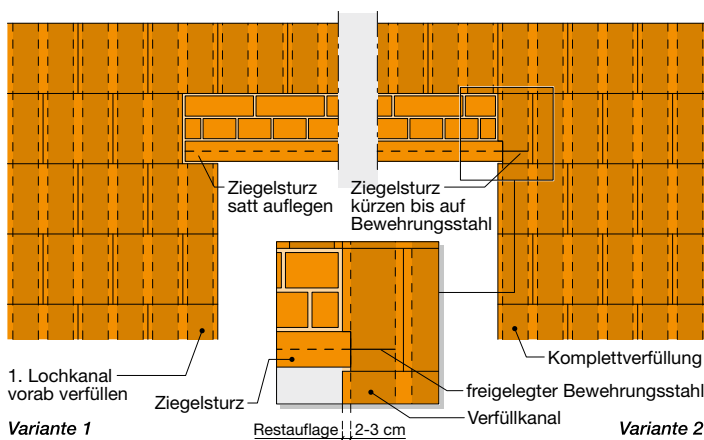 Ziegelsturz
satt auflegen
Ziegelsturz
kürzen bis auf
Bewehrungsstahl
1. Lochkanal
vorab verfüllen
Ziegelsturz
Komplettverfüllung
freigelegter Bewehrungsstahl
Verfüllkanal
Variante 1
Restauflage 2-3 cm
Variante 2